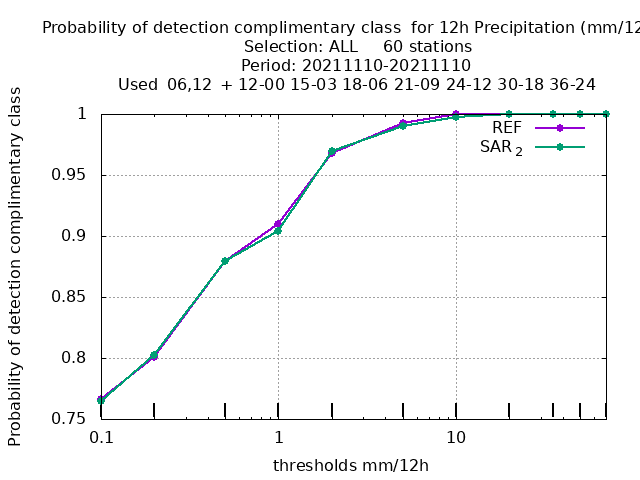 Probability of detection complimentary class  for 12h Precipitation (mm/12
Selection: ALL     60 stations
Period: 20211110-20211110
Used  06,12  + 12-00 15-03 18-06 21-09 24-12 30-18 36-24
Probability of detection complimentary class
1
0.95
0.9
0.85
0.8
0.75
REF
SAR 2
0.1
1
10
thresholds mm/12h